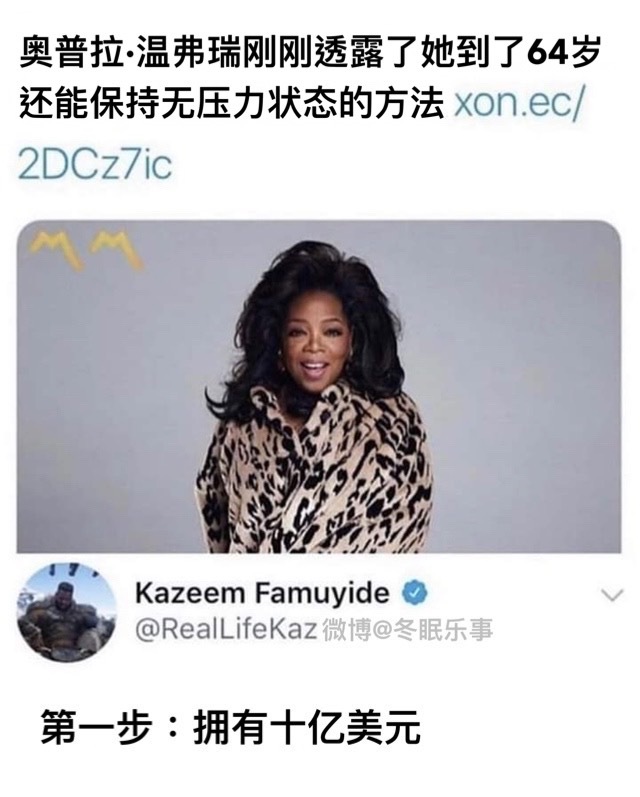 奥普拉·温弗瑞刚刚透露了她到了64岁
还能保持无压力状态的方法 xon.ec/
2DCz7ic
Kazeem Famuyide
@RealLifeKaz 微博@冬眠乐事
第一步：拥有十亿美元